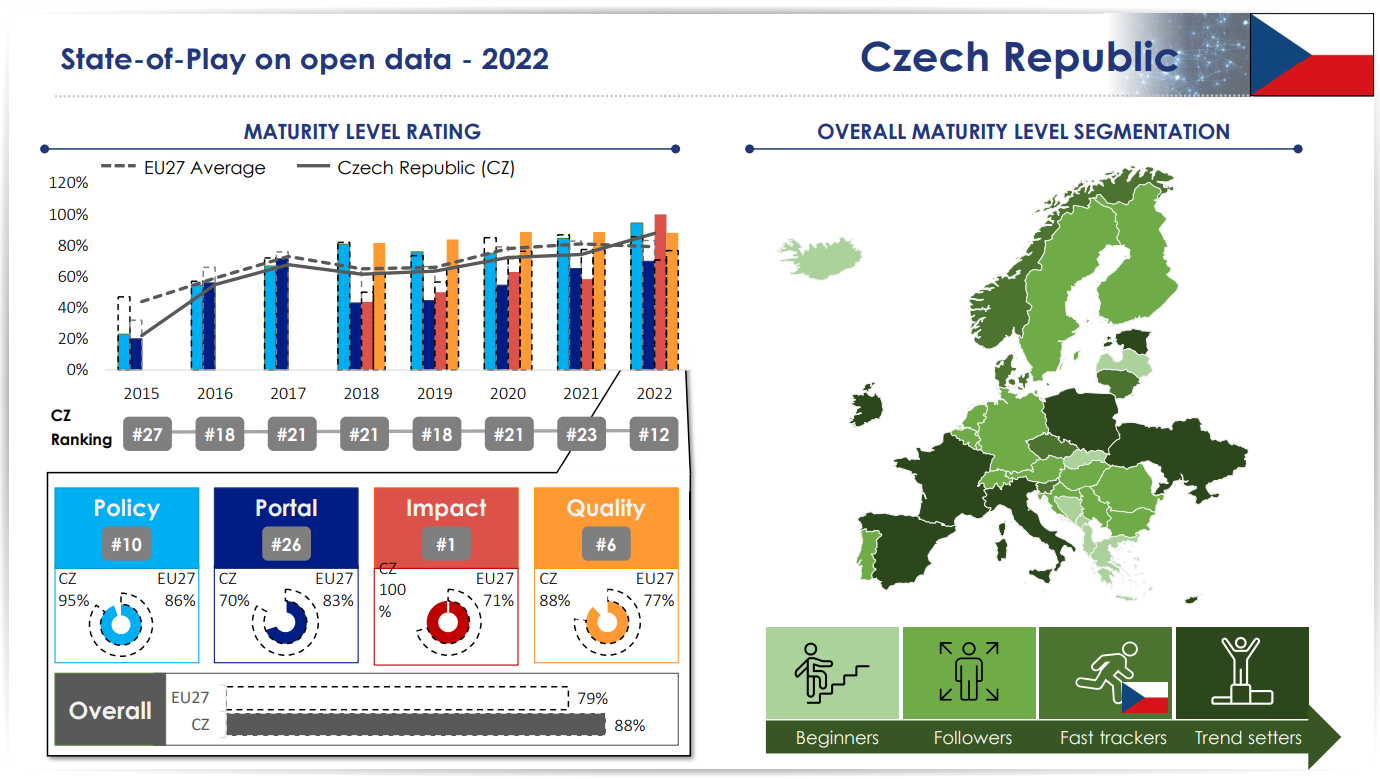 State-of-Play on open data - 2022
Czech Republic
MATURITY LEVEL RATING
EU27 Average
Czech Republic (CZ)
120%
100%
80%
60%
40%
20%
0%
2015 2016 2017 2018 2019 2020 2021 2022
CZ
Ranking
#27 #18 #21 #21 #18 #21 #23 #12
Policy
#10
CZ EU27
95% 86%
Portal
#26
CZ EU27
70% 83%
Impact
#1
CZ EU27
100
% 71%
Quality
#6
CZ EU27
88% 77%
Overall
EU27 79%
CZ 88%
OVERALL MATURITY LEVEL SEGMENTATION
Beginners Followers Fast trackers Trend setters